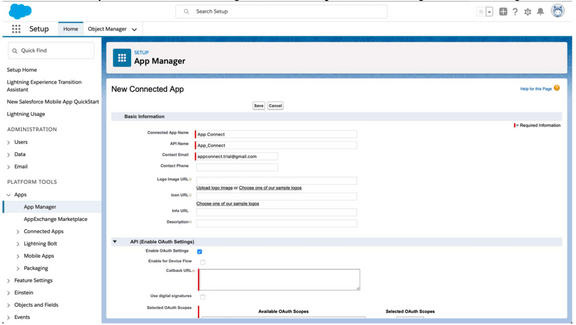 Search Setup
Setup
Home
Object Manager
Quick Find
Setup Home
Lightning Experience Transition
Assistant
New Salesforce Mobile App QuickStart
Lightning Usage
ADMINISTRATION
Users
Data
Email
PLATFORM TOOLS
Apps
App Manager
AppExchange Marketplace
Connected Apps
Lightning Bolt
Mobile Apps
Packaging
Feature Settings
Einstein
Objects and Fields
Events
SETUP
App Manager
New Connected App
Help for this Page
Save Cancel
Basic Information
= Required Information
Connected App Name App Connect
API Name App_Connect
Contact Email appconnect.trial@gmail.com
Contact Phone
Logo Image URL
Upload logo image or Choose one of our sample logos
Icon URL
Choose one of our sample logos
Info URL
Description
API (Enable OAuth Settings)
Enable OAuth Settings
Enable for Device Flow
Callback URL
Use digital signatures
Selected OAuth Scopes
Available OAuth Scopes Selected OAuth Scopes